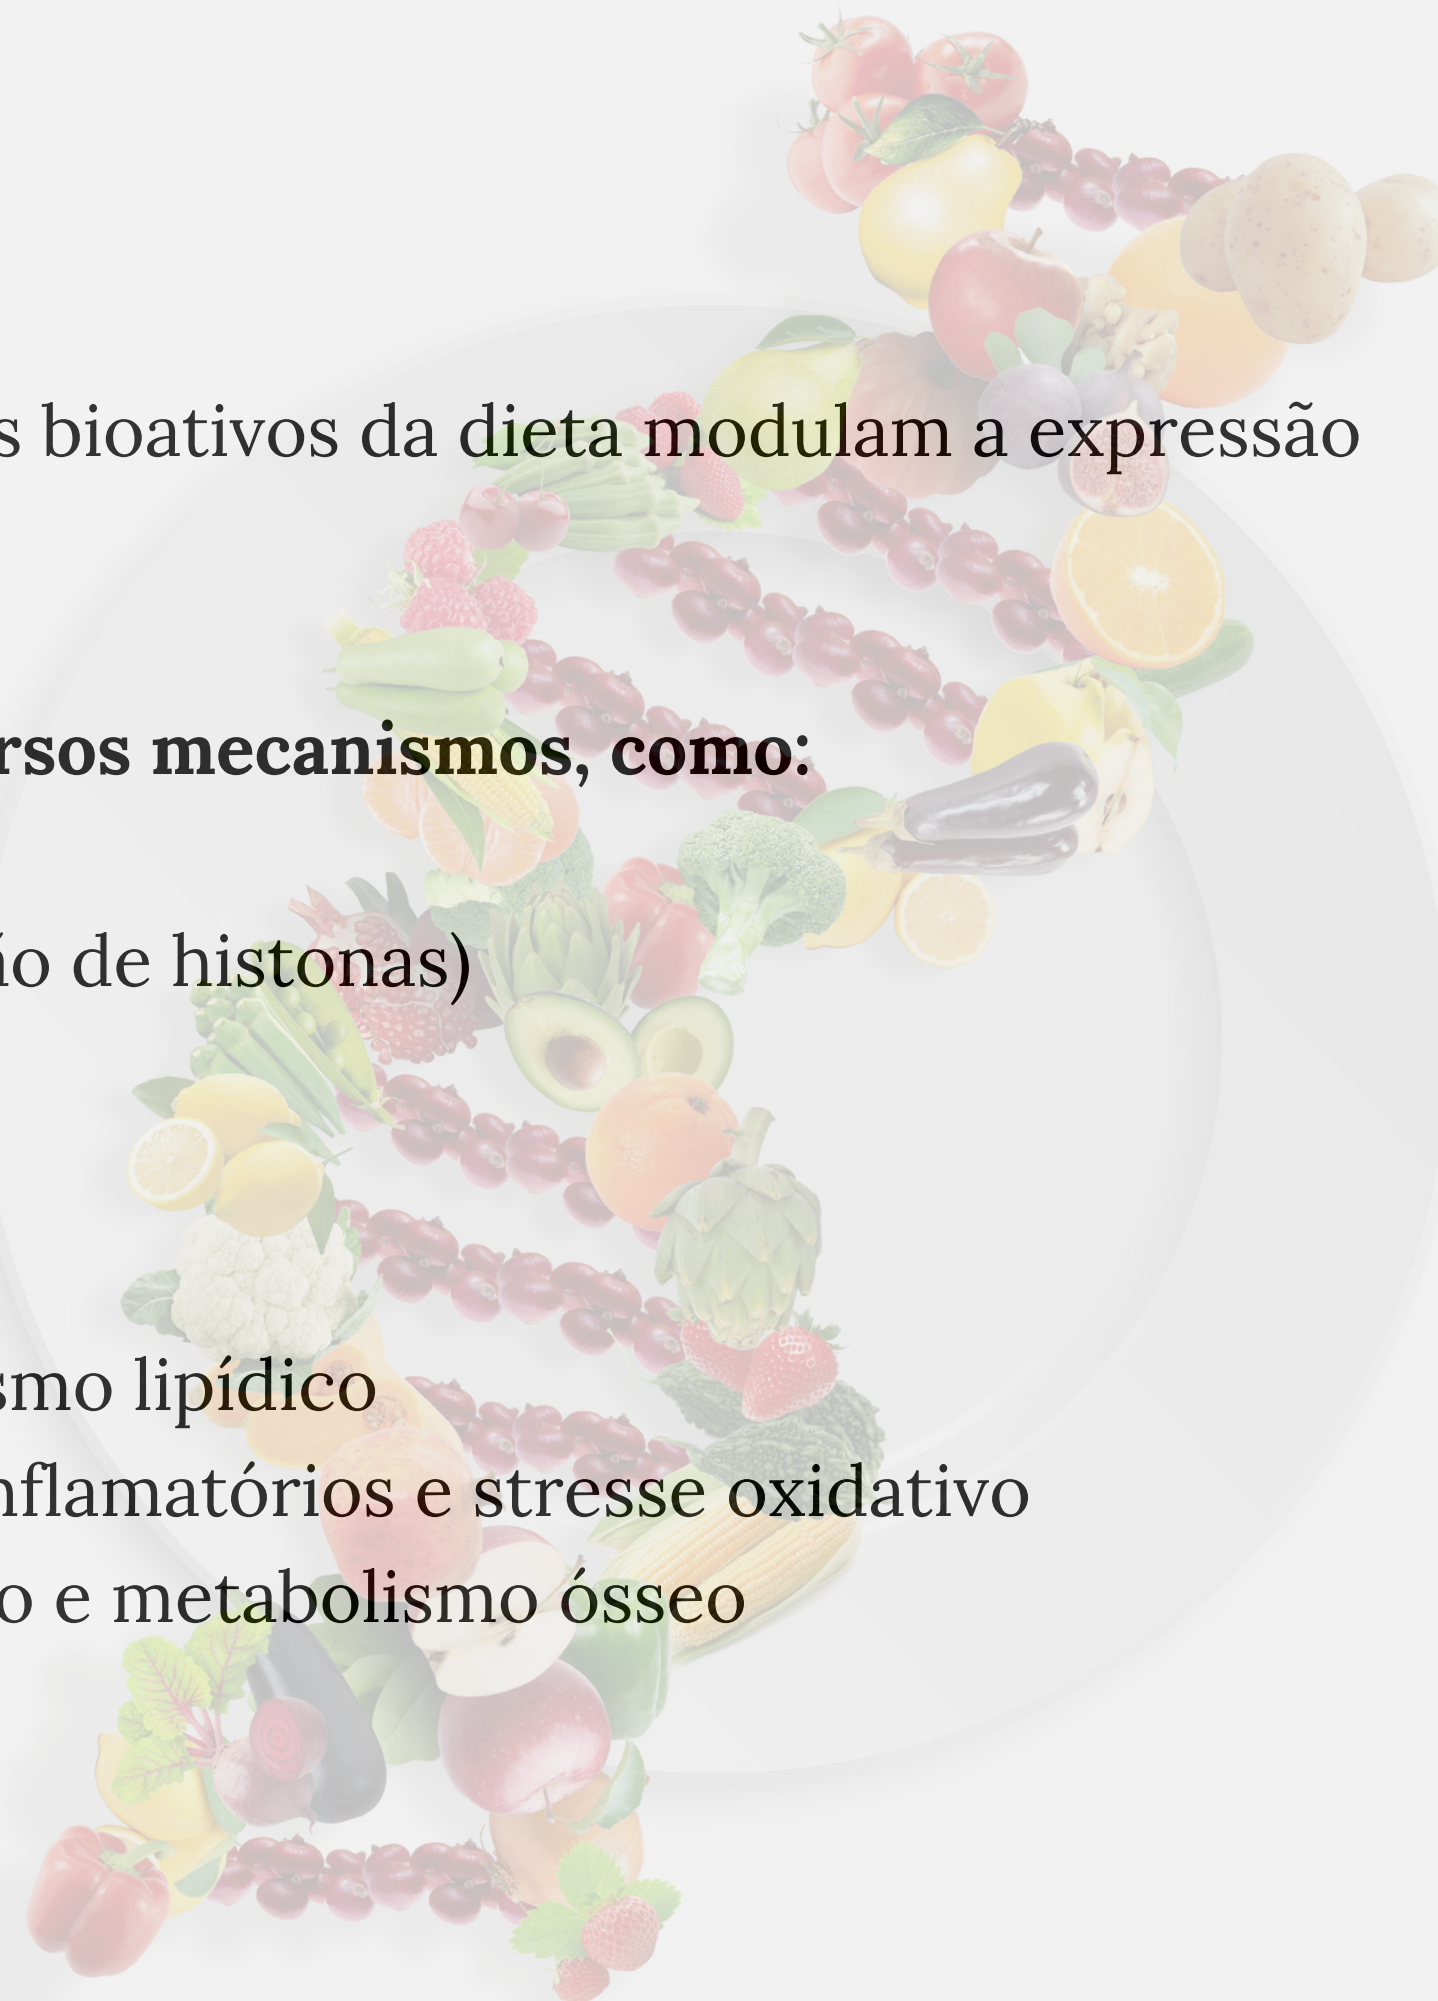 s bioativos da dieta modulam a expressão
rsos mecanismos, como:
ão de histonas)
smo lipídico
nflamatórios e stresse oxidativo
o e metabolismo ósseo